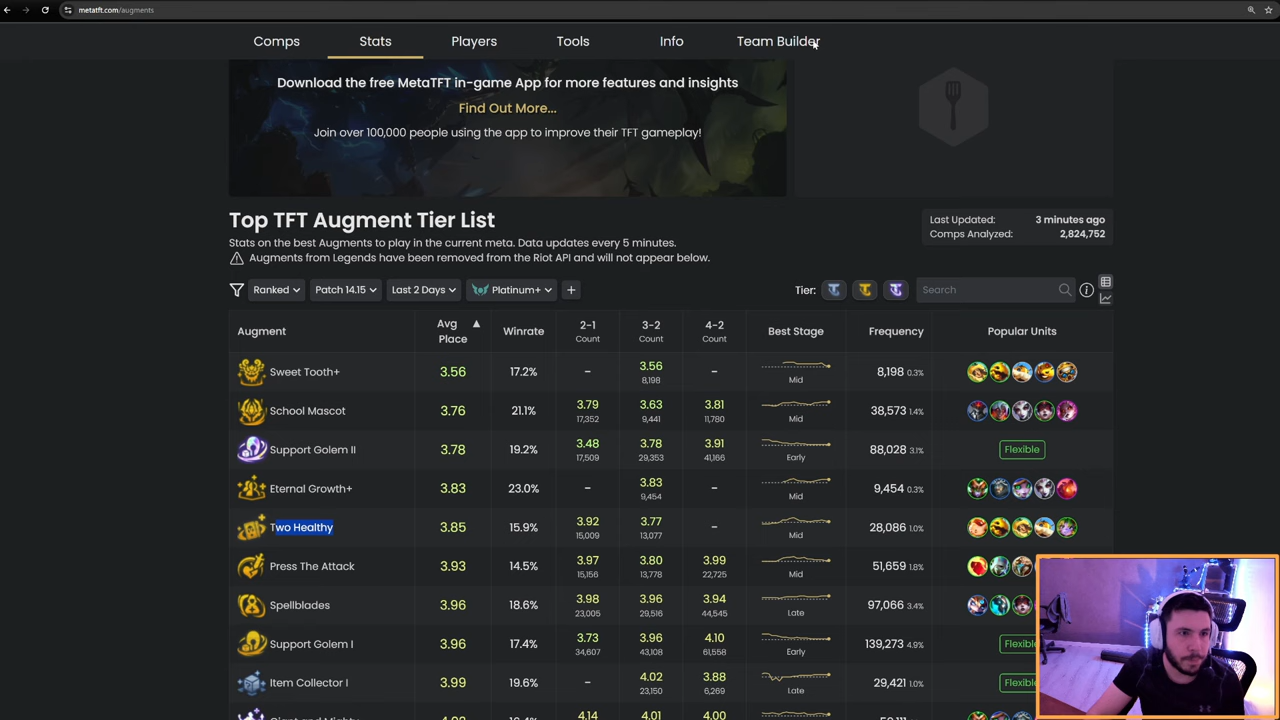 metatft.com/augments
Comps Stats Players Tools Info Team Builder
Download the free MetaTFT in-game App for more features and insights
Find Out More...
Join over 100,000 people using the app to improve their TFT gameplay!
Top TFT Augment Tier List
Last Updated: 3 minutes ago
Stats on the best Augments to play in the current meta. Data updates every 5 minutes.
Comps Analyzed: 2,824,752
Augments from Legends have been removed from the Riot API and will not appear below.
Ranked Patch 14.15 Last 2 Days Platinum+ + Tier: Search
Augment Avg Place Winrate 2-1 Count 3-2 Count 4-2 Count Best Stage Frequency Popular Units
Sweet Tooth+ 3.56 17.2% – 3.56 8,198 – Mid 8,198 0.3%
School Mascot 3.76 21.1% 3.79 17,352 3.63 9,441 3.81 11,780 Mid 38,573 1.4%
Support Golem II 3.78 19.2% 3.48 17,509 3.78 29,353 3.91 41,166 Early 88,028 3.1% Flexible
Eternal Growth+ 3.83 23.0% – 3.83 9,454 – Mid 9,454 0.3%
Two Healthy 3.85 15.9% 3.92 15,009 3.77 13,077 – Mid 28,086 1.0%
Press The Attack 3.93 14.5% 3.97 15,156 3.80 13,778 3.99 22,725 Mid 51,659 1.8%
Spellblades 3.96 18.6% 3.98 23,005 3.96 29,516 3.94 44,545 Late 97,066 3.4%
Support Golem I 3.96 17.4% 3.73 34,607 3.96 43,108 4.10 61,558 Early 139,273 4.9%
Item Collector I 3.99 19.6% – 4.02 23,150 3.88 6,269 Late 29,421 1.0%
Giant and Mighty 4.14 4.01 4.00